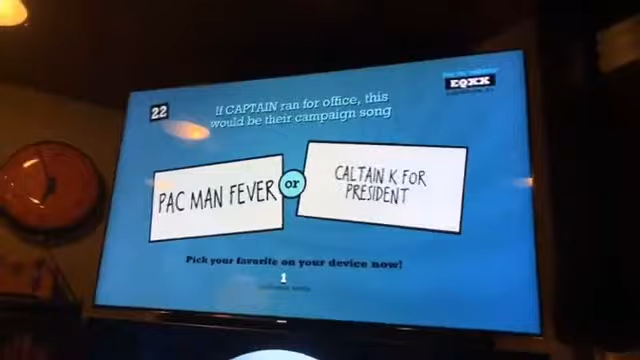 22
If CAPTAIN ran for office, this
would be their campaign song
EQXK
PAC MAN FEVER
or
CALTAIN K FOR
PRESIDENT
Pick your favorite on your device now!
1